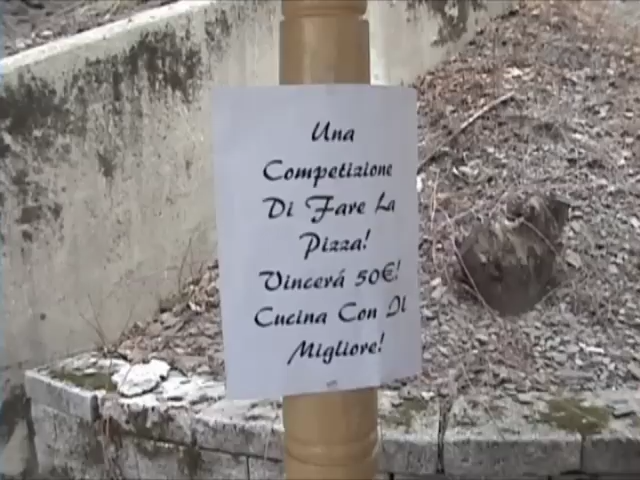 Una
Competizione
Di Fare La
Pizza!
Vincerá 50€!
Cucina Con Il
Migliore!